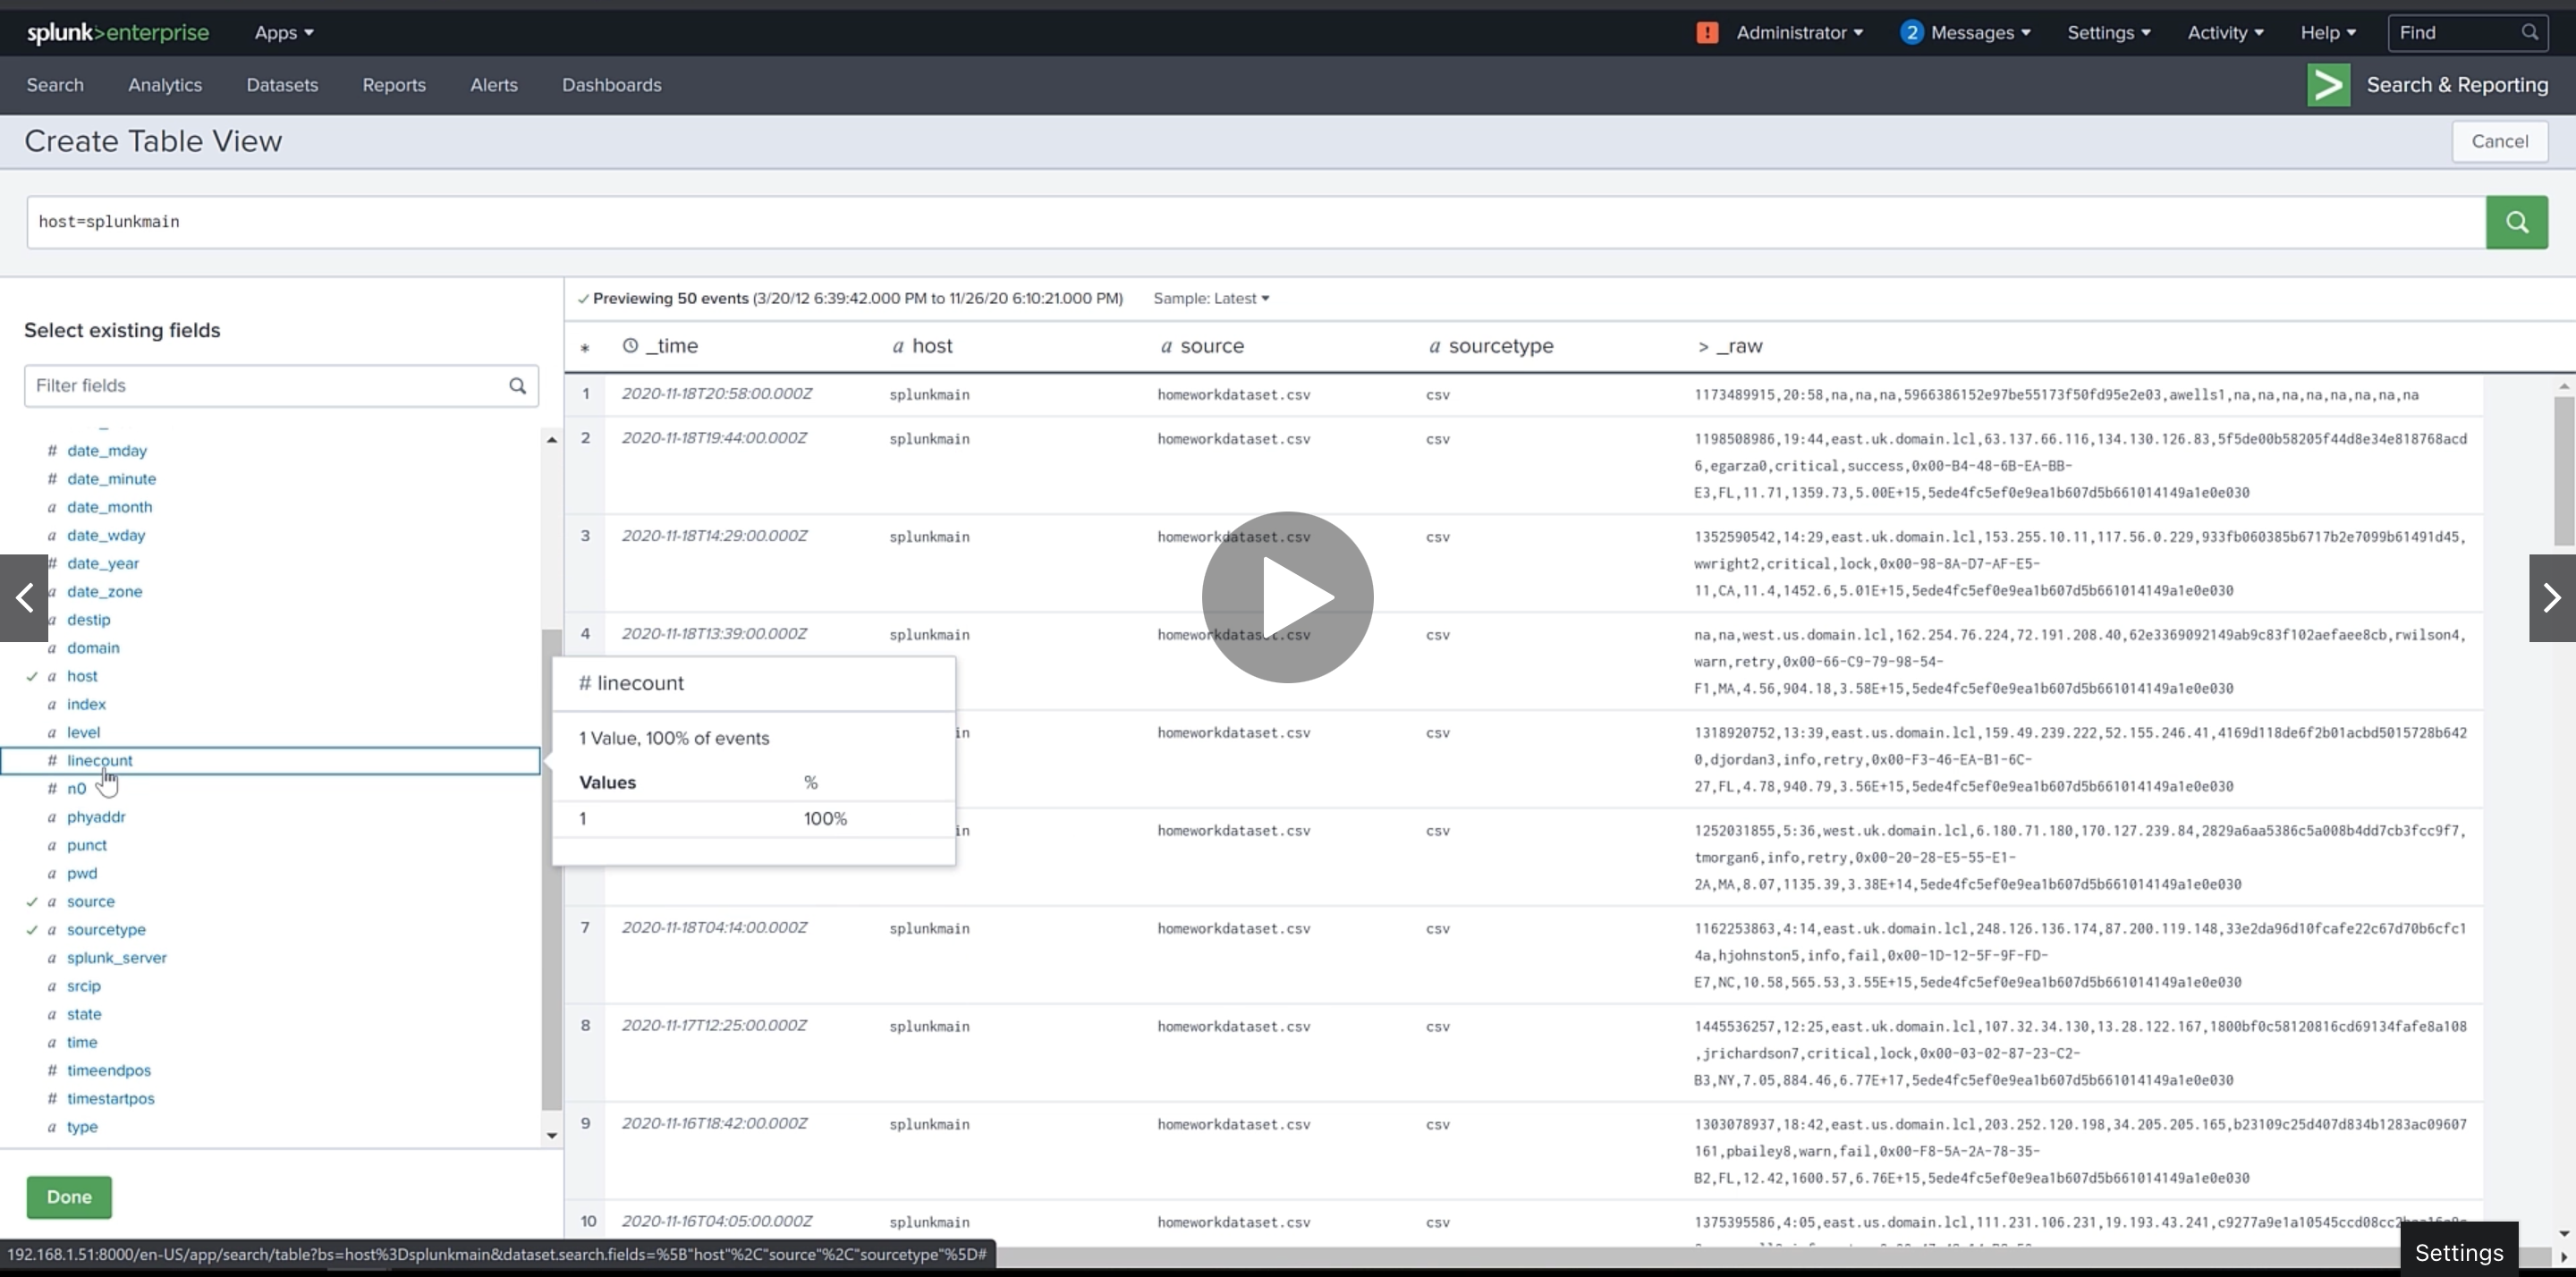 splunk>enterprise Apps Administrator 2 Messages Settings Activity Help Find
Search Analytics Datasets Reports Alerts Dashboards Search & Reporting
Create Table View Cancel
host=splunkmain
Select existing fields
Filter fields
# date_mday
# date_minute
a date_month
a date_wday
# date_year
a date_zone
a destip
a domain
a host
a index
a level
# linecount
# n0
a phyaddr
a punct
a pwd
a source
a sourcetype
a splunk_server
a srcip
a state
a time
# timeendpos
# timestartpos
a type
Done
Previewing 50 events (3/20/12 6:39:42.000 PM to 11/26/20 6:10:21.000 PM) Sample: Latest
* _time a host a source a sourcetype > _raw
1 2020-11-18T20:58:00.000Z splunkmain homeworkdataset.csv csv 1173489915,20:58,na,na,na,5966386152e97be55173f50fd95e2e03,awells1,na,na,na,na,na,na,na,na
2 2020-11-18T19:44:00.000Z splunkmain homeworkdataset.csv csv 1198508986,19:44,east.uk.domain.lcl,63.137.66.116,134.130.126.83,5f5de00b58205f44d8e34e818768acd
6,egarza0,critical,success,0x00-B4-48-6B-EA-BB-
E3,FL,11.71,1359.73,5.00E+15,5ede4fc5ef0e9ea1b607d5b661014149a1e0e030
3 2020-11-18T14:29:00.000Z splunkmain homeworkdataset.csv csv 1352590542,14:29,east.uk.domain.lcl,153.255.10.11,117.56.0.229,933fb060385b6717b2e7099b61491d45,
wwright2,critical,lock,0x00-98-8A-D7-AF-E5-
11,CA,11.4,1452.6,5.01E+15,5ede4fc5ef0e9ea1b607d5b661014149a1e0e030
4 2020-11-18T13:39:00.000Z splunkmain homeworkdataset.csv csv na,na,west.us.domain.lcl,162.254.76.224,72.191.208.40,62e3369092149ab9c83f102aefaee8cb,rwilson4,
warn,retry,0x00-66-C9-79-98-54-
F1,MA,4.56,904.18,3.58E+15,5ede4fc5ef0e9ea1b607d5b661014149a1e0e030
in homeworkdataset.csv csv 1318920752,13:39,east.us.domain.lcl,159.49.239.222,52.155.246.41,4169d118de6f2b01acbd5015728b642
0,djordan3,info,retry,0x00-F3-46-EA-B1-6C-
27,FL,4.78,940.79,3.56E+15,5ede4fc5ef0e9ea1b607d5b661014149a1e0e030
in homeworkdataset.csv csv 1252031855,5:36,west.uk.domain.lcl,6.180.71.180,170.127.239.84,2829a6aa5386c5a008b4dd7cb3fcc9f7,
tmorgan6,info,retry,0x00-20-28-E5-55-E1-
2A,MA,8.07,1135.39,3.38E+14,5ede4fc5ef0e9ea1b607d5b661014149a1e0e030
7 2020-11-18T04:14:00.000Z splunkmain homeworkdataset.csv csv 1162253863,4:14,east.uk.domain.lcl,248.126.136.174,87.200.119.148,33e2da96d10fcafe22c67d70b6cfc1
4a,hjohnston5,info,fail,0x00-1D-12-5F-9F-FD-
E7,NC,10.58,565.53,3.55E+15,5ede4fc5ef0e9ea1b607d5b661014149a1e0e030
8 2020-11-17T12:25:00.000Z splunkmain homeworkdataset.csv csv 1445536257,12:25,east.uk.domain.lcl,107.32.34.130,13.28.122.167,1800bf0c58120816cd69134fafe8a108
,jrichardson7,critical,lock,0x00-03-02-87-23-C2-
B3,NY,7.05,884.46,6.77E+17,5ede4fc5ef0e9ea1b607d5b661014149a1e0e030
9 2020-11-16T18:42:00.000Z splunkmain homeworkdataset.csv csv 1303078937,18:42,east.us.domain.lcl,203.252.120.198,34.205.205.165,b23109c25d407d834b1283ac09607
161,pbailey8,warn,fail,0x00-F8-5A-2A-78-35-
B2,FL,12.42,1600.57,6.76E+15,5ede4fc5ef0e9ea1b607d5b661014149a1e0e030
10 2020-11-16T04:05:00.000Z splunkmain homeworkdataset.csv csv 1375395586,4:05,east.us.domain.lcl,111.231.106.231,19.193.43.241
# linecount
1 Value, 100% of events
Values %
1 100%
192.168.1.51:8000/en-US/app/search/table?bs=host%3Dsplunkmain&dataset.search.fields=%5B"host"%2C"source"%2C"sourcetype"%5D#
Settings